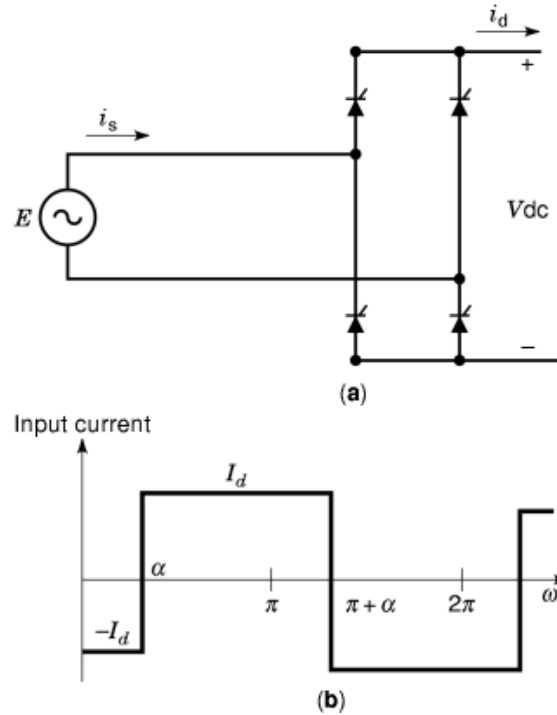 i_d
+
i_s
E
Vdc
−
(a)
Input current
I_d
α
π
π + α
2π
ω
−I_d
(b)